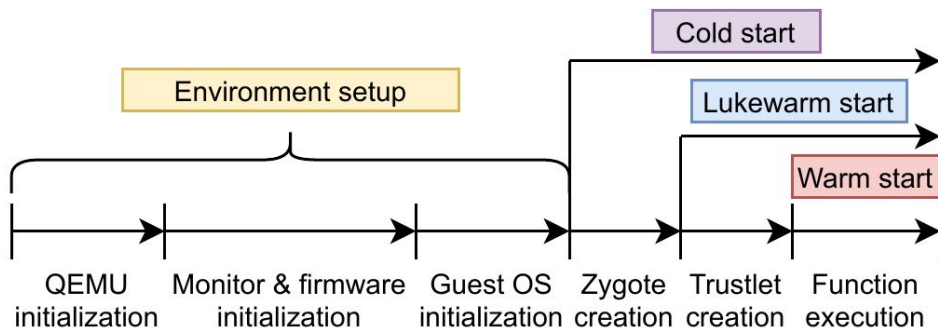 Cold start
Environment setup
Lukewarm start
Warm start
QEMU
initialization
Monitor & firmware
initialization
Guest OS
initialization
Zygote
creation
Trustlet
creation
Function
execution